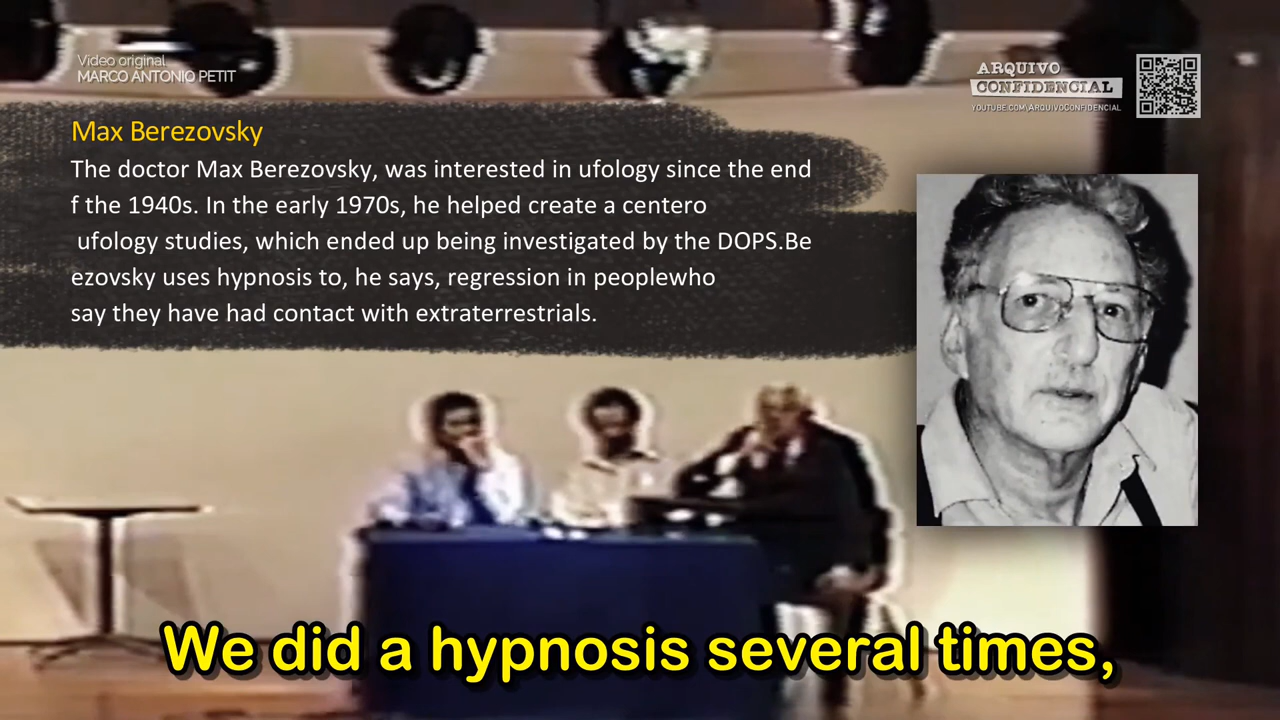 Video original
MARCO ANTONIO PETIT
ARQUIVO
CONFIDENCIAL
YOUTUBE.COM\ARQUIVOCONFIDENCIAL
Max Berezovsky
The doctor Max Berezovsky, was interested in ufology since the end
f the 1940s. In the early 1970s, he helped create a centero
ufology studies, which ended up being investigated by the DOPS.Be
ezovsky uses hypnosis to, he says, regression in peoplewho
say they have had contact with extraterrestrials.
We did a hypnosis several times,